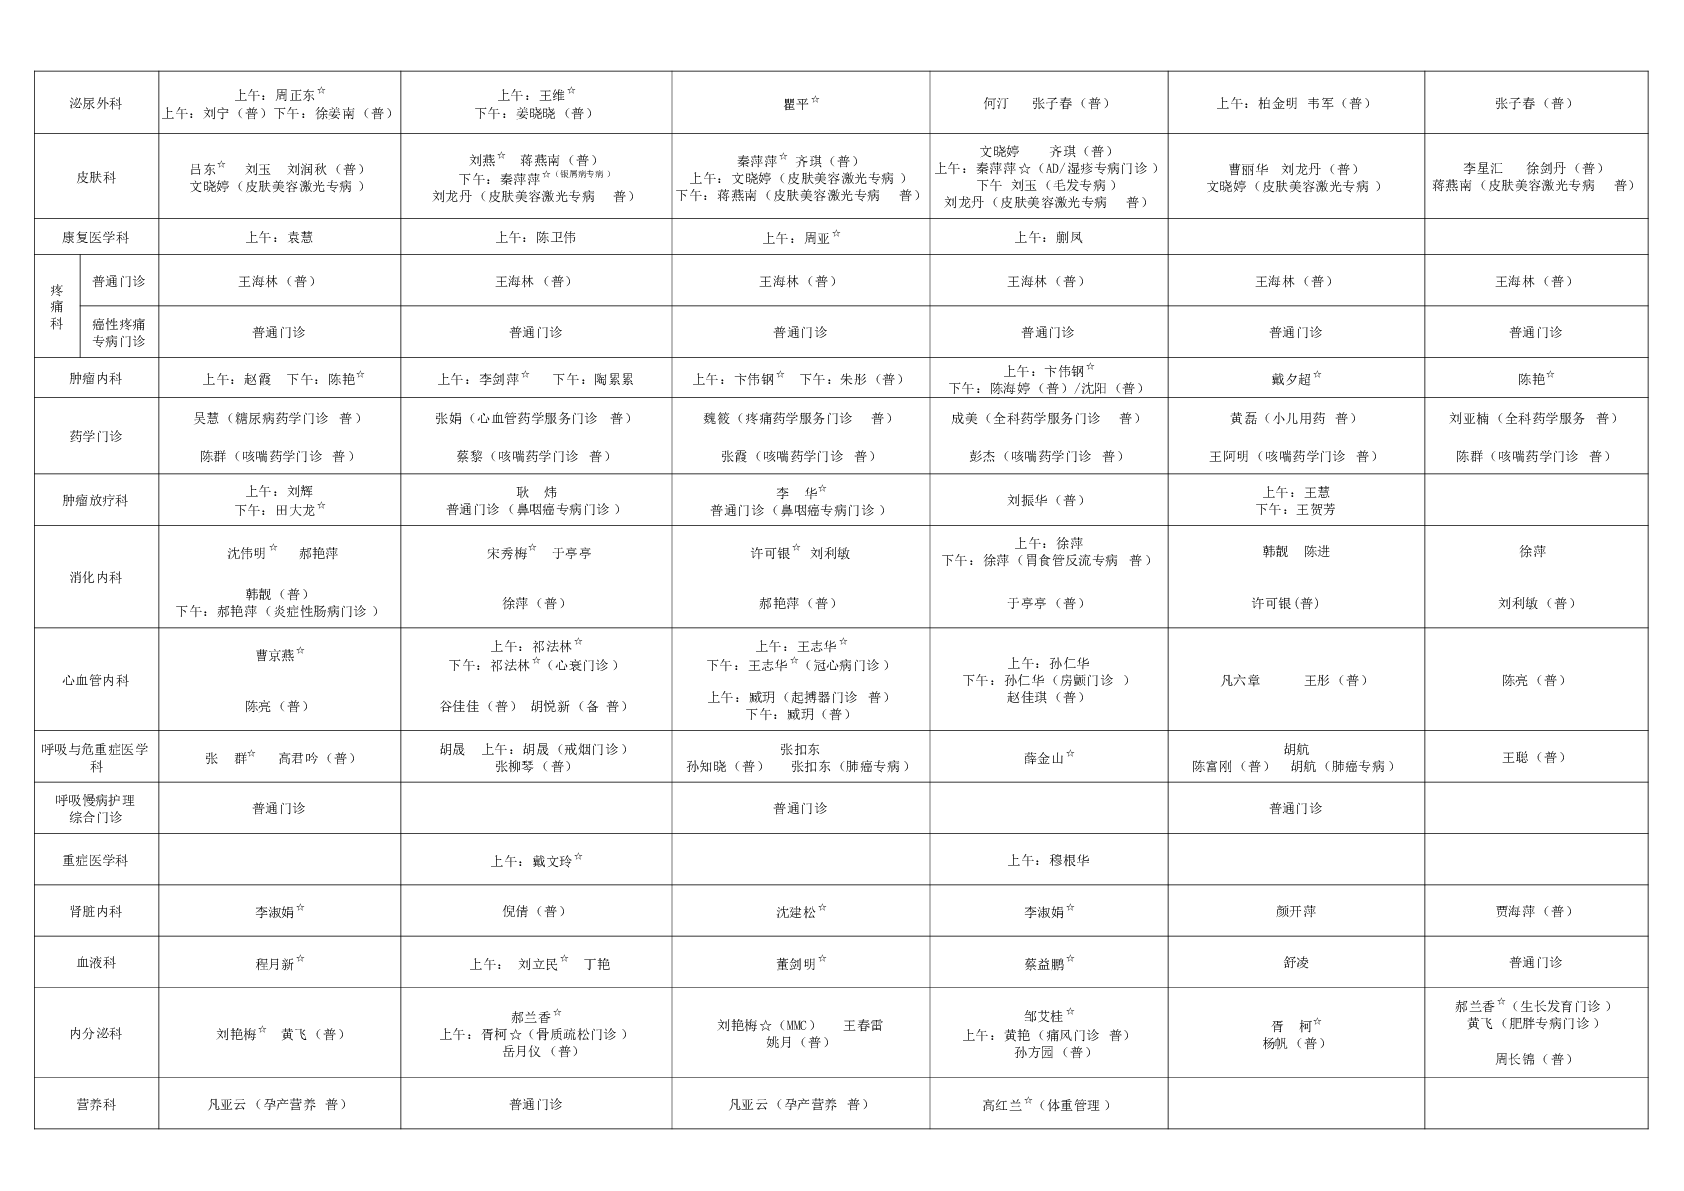 泌尿外科
上午：周正东☆
上午：刘宁（普）下午：徐姜南（普）
上午：王维☆
下午：姜晓晓（普）
瞿平☆
何汀 张子春（普）
上午：柏金明 韦军（普）
张子春（普）
皮肤科
吕东☆ 刘玉 刘润秋（普）
文晓婷（皮肤美容激光专病）
刘燕☆ 蒋燕南（普）
下午：秦萍萍☆（银屑病专病）
刘龙丹（皮肤美容激光专病 普）
秦萍萍☆ 齐琪（普）
上午：文晓婷（皮肤美容激光专病）
下午：蒋燕南（皮肤美容激光专病 普）
文晓婷 齐琪（普）
上午：秦萍萍☆（AD/湿疹专病门诊）
下午 刘玉（毛发专病）
刘龙丹（皮肤美容激光专病 普）
曹丽华 刘龙丹（普）
文晓婷（皮肤美容激光专病）
李星汇 徐剑丹（普）
蒋燕南（皮肤美容激光专病 普）
康复医学科
上午：袁慧
上午：陈卫伟
上午：周亚☆
上午：蒯凤
疼
痛
科
普通门诊
王海林（普）
王海林（普）
王海林（普）
王海林（普）
王海林（普）
王海林（普）
癌性疼痛
专病门诊
普通门诊
普通门诊
普通门诊
普通门诊
普通门诊
普通门诊
肿瘤内科
上午：赵霞 下午：陈艳☆
上午：李剑萍☆ 下午：陶累累
上午：卞伟钢☆ 下午：朱彤（普）
上午：卞伟钢☆
下午：陈海婷（普）/沈阳（普）
戴夕超☆
陈艳☆
药学门诊
吴慧（糖尿病药学门诊 普）
陈群（咳喘药学门诊 普）
张娟（心血管药学服务门诊 普）
蔡黎（咳喘药学门诊 普）
魏筱（疼痛药学服务门诊 普）
张霞（咳喘药学门诊 普）
成美（全科药学服务门诊 普）
彭杰（咳喘药学门诊 普）
黄磊（小儿用药 普）
王阿明（咳喘药学门诊 普）
刘亚楠（全科药学服务 普）
陈群（咳喘药学门诊 普）
肿瘤放疗科
上午：刘辉
下午：田大龙☆
耿 炜
普通门诊（鼻咽癌专病门诊）
李 华☆
普通门诊（鼻咽癌专病门诊）
刘振华（普）
上午：王慧
下午：王贺芳
消化内科
沈伟明☆ 郝艳萍
韩靓（普）
下午：郝艳萍（炎症性肠病门诊）
宋秀梅☆ 于亭亭
徐萍（普）
许可银☆ 刘利敏
郝艳萍（普）
上午：徐萍
下午：徐萍（胃食管反流专病 普）
于亭亭（普）
韩靓 陈进
许可银(普）
徐萍
刘利敏（普）
心血管内科
曹京燕☆
陈亮（普）
上午：祁法林☆
下午：祁法林☆（心衰门诊）
谷佳佳（普） 胡悦新（备 普）
上午：王志华☆
下午：王志华☆（冠心病门诊）
上午：臧玥（起搏器门诊 普）
下午：臧玥（普）
上午：孙仁华
下午：孙仁华（房颤门诊 ）
赵佳琪（普）
凡六章 王彤（普）
陈亮（普）
呼吸与危重症医学
科
张 群☆ 高君吟（普）
胡晟 上午：胡晟（戒烟门诊）
张柳琴（普）
张扣东
孙知晓（普） 张扣东（肺癌专病）
薛金山☆
胡航
陈富刚（普） 胡航（肺癌专病）
王聪（普）
呼吸慢病护理
综合门诊
普通门诊
普通门诊
普通门诊
重症医学科
上午：戴文玲☆
上午：穆根华
肾脏内科
李淑娟☆
倪倩（普）
沈建松☆
李淑娟☆
颜开萍
贾海萍（普）
血液科
程月新☆
上午： 刘立民☆ 丁艳
董剑明☆
蔡益鹏☆
舒凌
普通门诊
内分泌科
刘艳梅☆ 黄飞（普）
郝兰香☆
上午：胥柯☆（骨质疏松门诊）
岳月仪（普）
刘艳梅☆（MMC） 王春雷
姚月（普）
邹艾桂☆
上午：黄艳（痛风门诊 普）
孙方园（普）
胥 柯☆
杨帆（普）
郝兰香☆（生长发育门诊）
黄飞（肥胖专病门诊）
周长锦（普）
营养科
凡亚云（孕产营养 普）
普通门诊
凡亚云（孕产营养 普）
高红兰☆（体重管理）